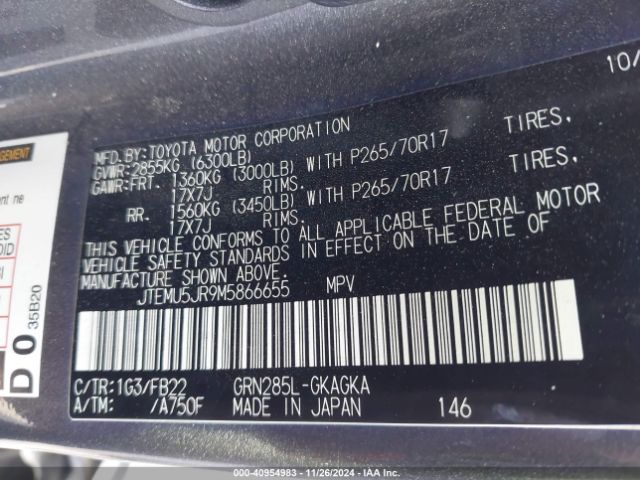 10/
MFD.BY:TOYOTA MOTOR CORPORATION
GVWR:2855KG (6300LB)
GAWR:FRT. 1360KG (3000LB) WITH P265/70R17 TIRES,
17X7J RIMS.
RR. 1560KG (3450LB) WITH P265/70R17 TIRES,
17X7J RIMS.
THIS VEHICLE CONFORMS TO ALL APPLICABLE FEDERAL MOTOR
VEHICLE SAFETY STANDARDS IN EFFECT ON THE DATE OF
MANUFACTURE SHOWN ABOVE.
JTEMU5JR9M5866655 MPV
C/TR:1G3/FB22 GRN285L-GKAGKA
A/TM: /A750F MADE IN JAPAN 146
D0
35B20
000-40954983 - 11/26/2024 - IAA Inc.